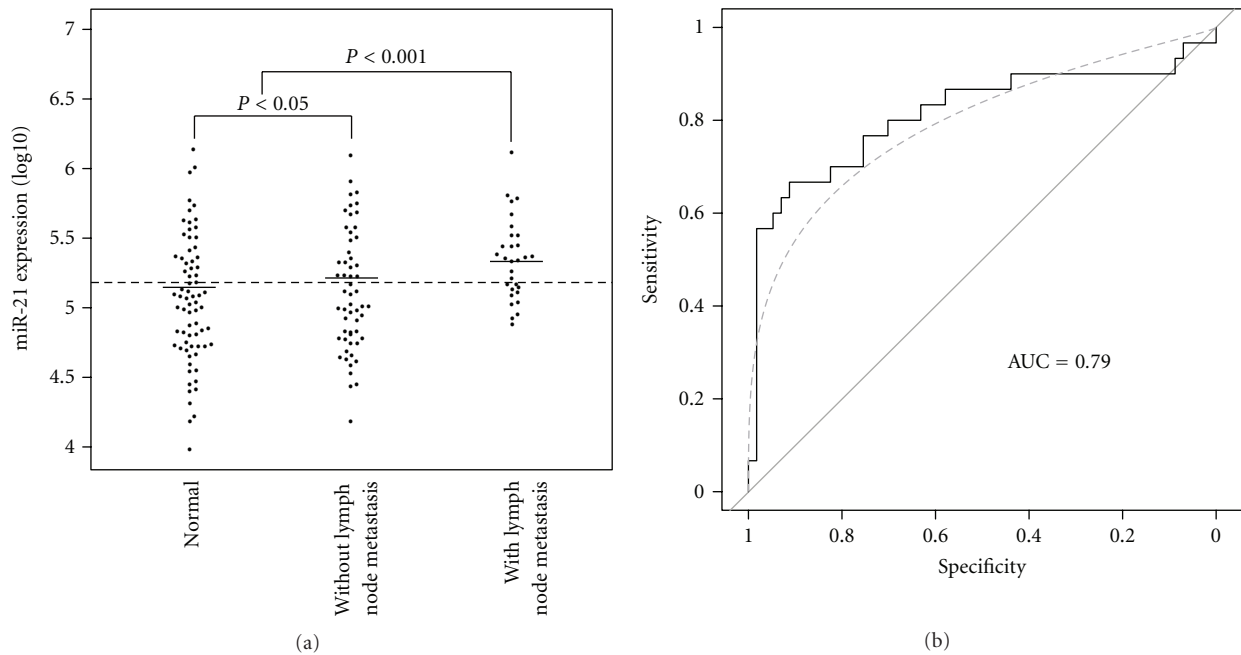 7
6.5
6
5.5
5
4.5
4
miR-21 expression (log10)
P < 0.001
P < 0.05
Normal
Without lymph
node metastasis
With lymph
node metastasis
(a)
1
0.8
0.6
0.4
0.2
0
Sensitivity
AUC = 0.79
1
0.8
0.6
0.4
0.2
0
Specificity
(b)